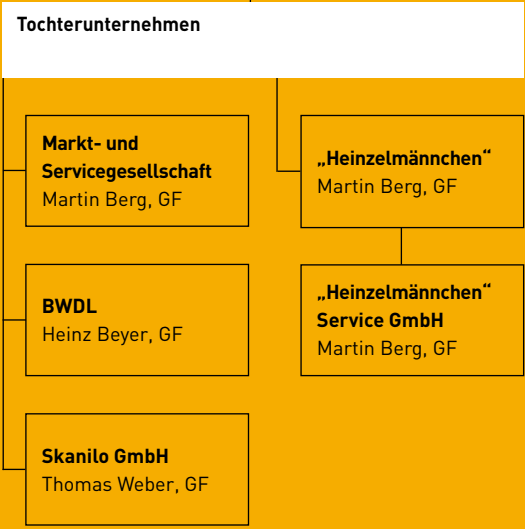 Tochterunternehmen
Markt- und
Servicegesellschaft
Martin Berg, GF
BWDL
Heinz Beyer, GF
Skanilo GmbH
Thomas Weber, GF
„Heinzelmännchen“
Martin Berg, GF
„Heinzelmännchen“
Service GmbH
Martin Berg, GF